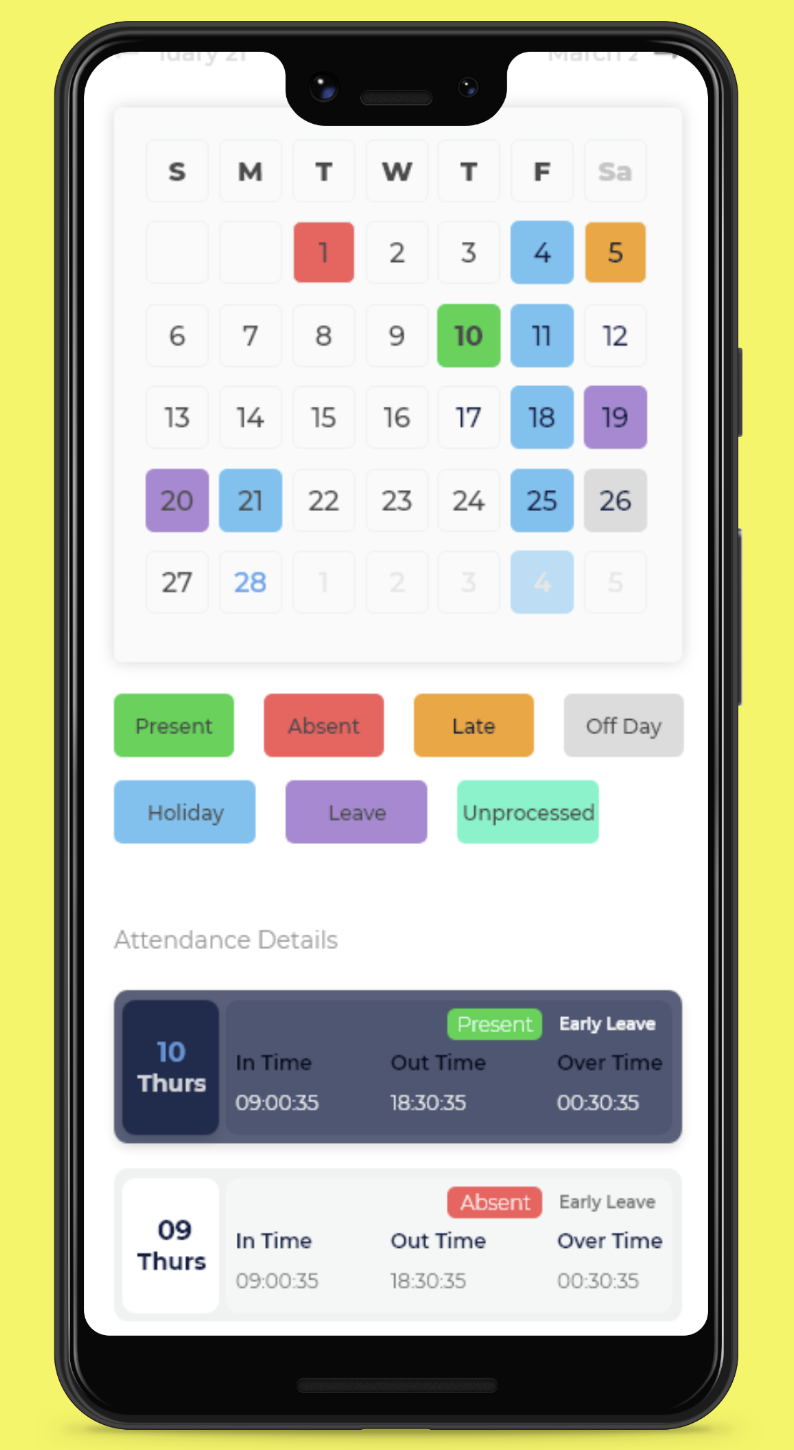 March 2
S M T W T F Sa
1 2 3 4 5
6 7 8 9 10 11 12
13 14 15 16 17 18 19
20 21 22 23 24 25 26
27 28 1 2 3 4 5
Present Absent Late Off Day
Holiday Leave Unprocessed
Attendance Details
10
Thurs
Present Early Leave
In Time Out Time Over Time
09:00:35 18:30:35 00:30:35
09
Thurs
Absent Early Leave
In Time Out Time Over Time
09:00:35 18:30:35 00:30:35